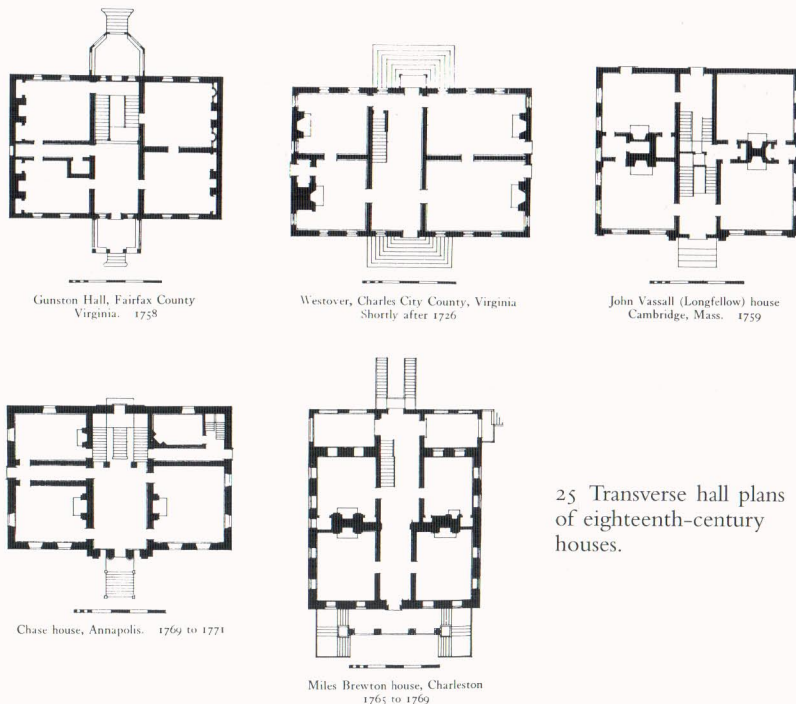 Gunston Hall, Fairfax County
Virginia. 1758
Westover, Charles City County, Virginia
Shortly after 1726
John Vassall (Longfellow) house
Cambridge, Mass. 1759
Chase house, Annapolis. 1769 to 1771
Miles Brewton house, Charleston
1765 to 1769
25 Transverse hall plans
of eighteenth-century
houses.